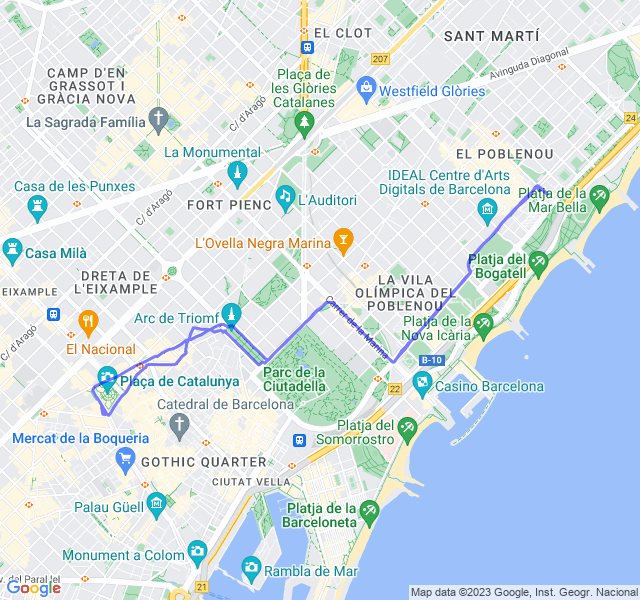 EL CLOT
SANT MARTÍ
207
Avinguda Diagonal
CAMP D'EN
GRASSOT I
GRÀCIA NOVA
Plaça de
les Glòries
Catalanes
Westfield Glòries
C/ d'Aragó
La Sagrada Família
24
La Monumental
EL POBLENOU
IDEAL Centre d'Arts
Digitals de Barcelona
Casa de les Punxes
Platja de la
Mar Bella
C/ d'Aragó
FORT PIENC
L'Auditori
L'Ovella Negra Marina
Casa Milà
Platja del
Bogatell
DRETA DE
L'EIXAMPLE
EIXAMPLE
LA VILA
OLÍMPICA DEL
POBLENOU
Carrer de la Marina
Arc de Triomf
Platja de la
Nova Icària
C/ d'Aragó
El Nacional
B-10
Plaça de Catalunya
Parc de la
Ciutadella
22
Casino Barcelona
Catedral de Barcelona
Platja del
Somorrostro
Mercat de la Boqueria
GOTHIC QUARTER
CIUTAT VELLA
Palau Güell
Platja de la
Barceloneta
Monument a Colom
Rambla de Mar
v. del Paral·lel
21
Google
Map data ©2023 Google, Inst. Geogr. Nacional